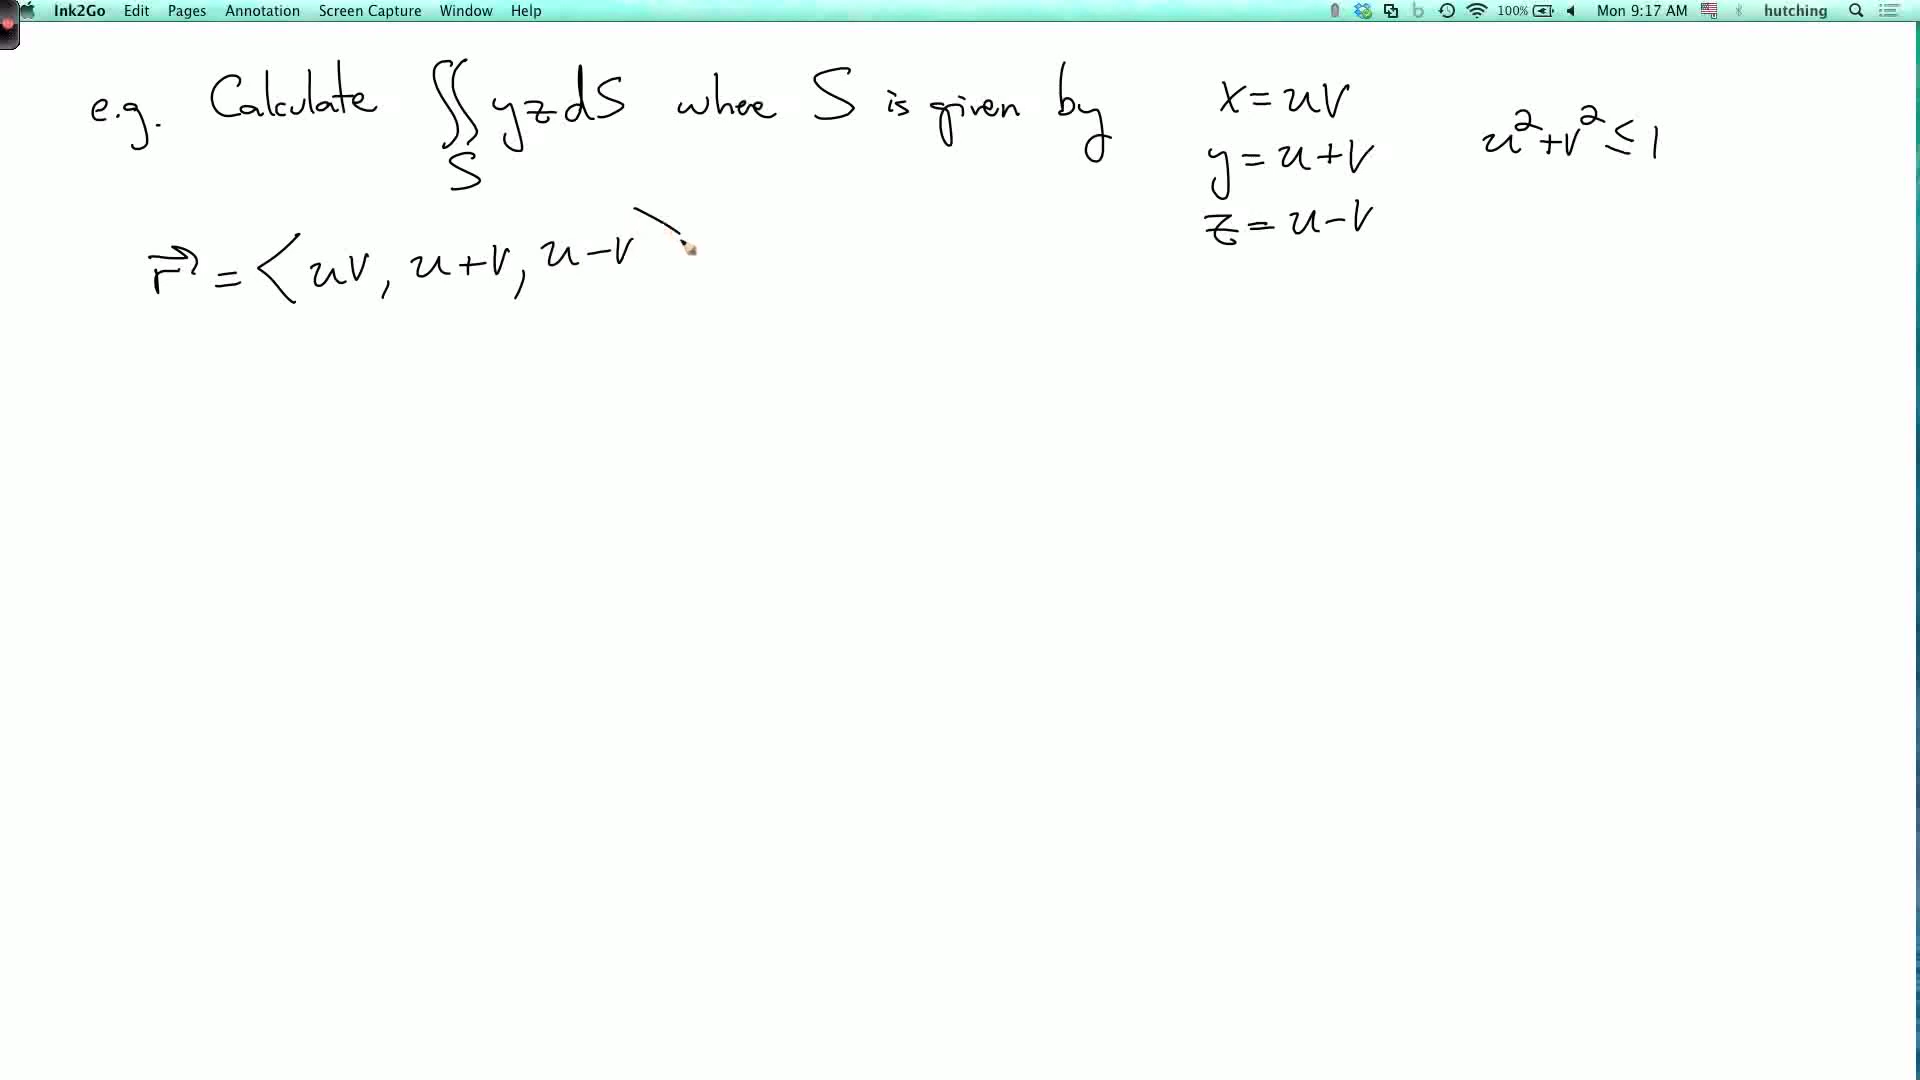 Ink2Go Edit Pages Annotation Screen Capture Window Help 100% Mon 9:17 AM hutching
e.g. Calculate ∬_S yz dS where S is given by x = uv u² + v² ≤ 1
y = u + v
z = u − v
r⃗ = ⟨uv, u + v, u − v